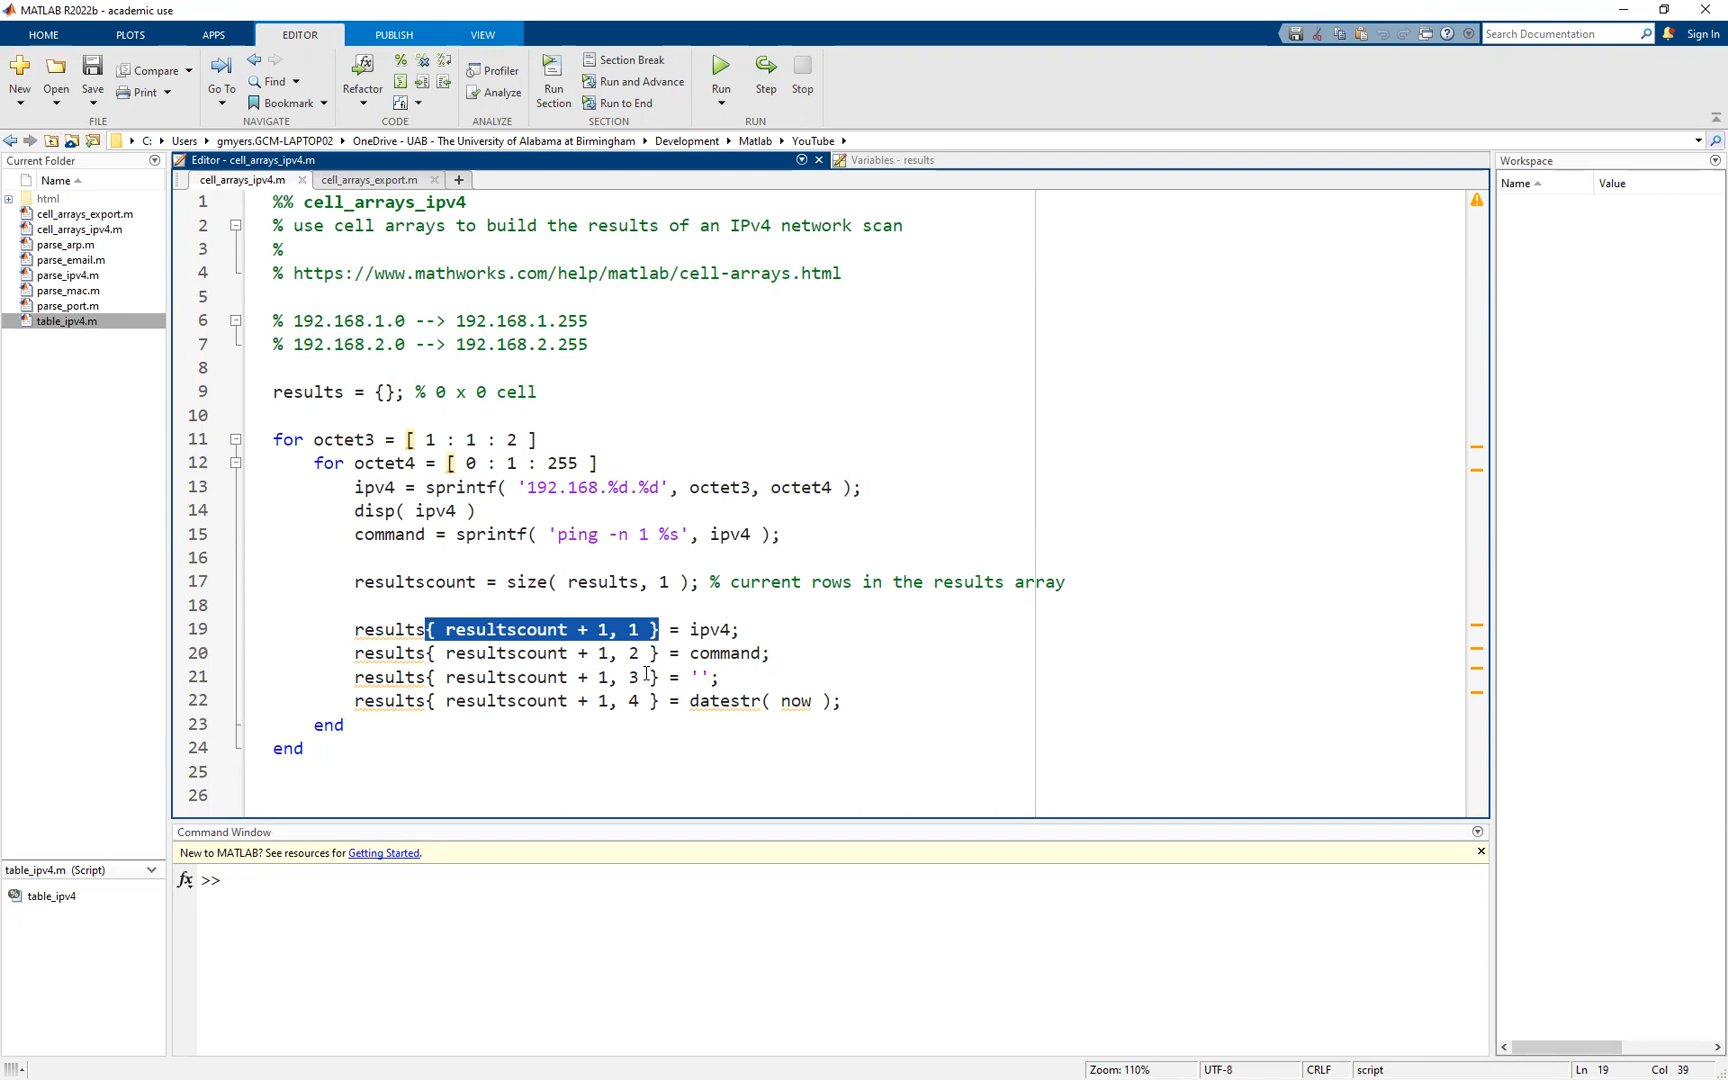 MATLAB R2022b - academic use
HOME PLOTS APPS EDITOR PUBLISH VIEW Search Documentation Sign In
New Open Save Compare Print FILE
Go To Find Bookmark NAVIGATE
Refactor CODE
Profiler Analyze ANALYZE
Run Section Section Break Run and Advance Run to End SECTION
Run Step Stop RUN
C: Users gmyers.GCM-LAPTOP02 OneDrive - UAB - The University of Alabama at Birmingham Development Matlab YouTube
Current Folder
Name
html
cell_arrays_export.m
cell_arrays_ipv4.m
parse_arp.m
parse_email.m
parse_ipv4.m
parse_mac.m
parse_port.m
table_ipv4.m
table_ipv4.m (Script)
table_ipv4
Editor - cell_arrays_ipv4.m Variables - results
cell_arrays_ipv4.m cell_arrays_export.m
1 %% cell_arrays_ipv4
2 % use cell arrays to build the results of an IPv4 network scan
3 %
4 % https://www.mathworks.com/help/matlab/cell-arrays.html
5
6 % 192.168.1.0 --> 192.168.1.255
7 % 192.168.2.0 --> 192.168.2.255
8
9 results = {}; % 0 x 0 cell
10
11 for octet3 = [ 1 : 1 : 2 ]
12 for octet4 = [ 0 : 1 : 255 ]
13 ipv4 = sprintf( '192.168.%d.%d', octet3, octet4 );
14 disp( ipv4 )
15 command = sprintf( 'ping -n 1 %s', ipv4 );
16
17 resultscount = size( results, 1 ); % current rows in the results array
18
19 results{ resultscount + 1, 1 } = ipv4;
20 results{ resultscount + 1, 2 } = command;
21 results{ resultscount + 1, 3 } = '';
22 results{ resultscount + 1, 4 } = datestr( now );
23 end
24 end
25
26
Command Window
New to MATLAB? See resources for Getting Started.
fx >>
Workspace
Name Value
Zoom: 110% UTF-8 CRLF script Ln 19 Col 39